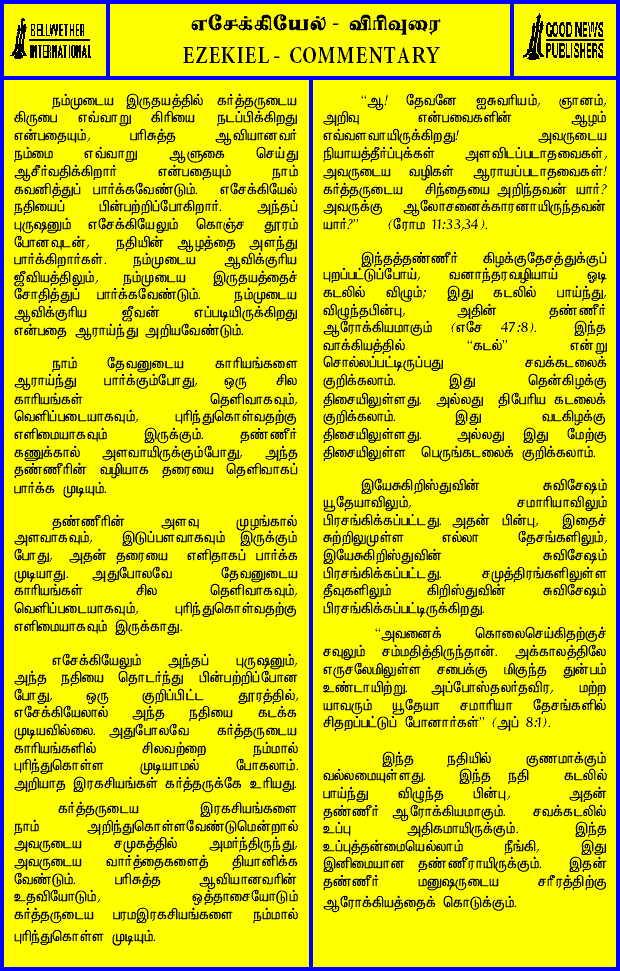 BELLWETHER
INTERNATIONAL
எசேக்கியேல் - விரிவுரை
EZEKIEL - COMMENTARY
GOOD NEWS
PUBLISHERS
நம்முடைய இருதயத்தில் கர்த்தருடைய
கிருபை எவ்வாறு கிரியை நடப்பிக்கிறது
என்பதையும், பரிசுத்த ஆவியானவர்
நம்மை எவ்வாறு ஆளுகை செய்து
ஆசீர்வதிக்கிறார் என்பதையும் நாம்
கவனித்துப் பார்க்கவேண்டும். எசேக்கியேல்
நதியைப் பின்பற்றிப்போகிறார். அந்தப்
புருஷனும் எசேக்கியேலும் கொஞ்ச தூரம்
போனவுடன், நதியின் ஆழத்தை அளந்து
பார்க்கிறார்கள். நம்முடைய ஆவிக்குரிய
ஜீவியத்திலும், நம்முடைய இருதயத்தைச்
சோதித்துப் பார்க்கவேண்டும். நம்முடைய
ஆவிக்குரிய ஜீவன் எப்படியிருக்கிறது
என்பதை ஆராய்ந்து அறியவேண்டும்.
நாம் தேவனுடைய காரியங்களை
ஆராய்ந்து பார்க்கும்போது, ஒரு சில
காரியங்கள் தெளிவாகவும்,
வெளிப்படையாகவும், புரிந்துகொள்வதற்கு
எளிமையாகவும் இருக்கும். தண்ணீர்
கணுக்கால் அளவாயிருக்கும்போது, அந்த
தண்ணீரின் வழியாக தரையை தெளிவாகப்
பார்க்க முடியும்.
தண்ணீரின் அளவு முழங்கால்
அளவாகவும், இடுப்பளவாகவும் இருக்கும்
போது, அதன் தரையை எளிதாகப் பார்க்க
முடியாது. அதுபோலவே தேவனுடைய
காரியங்கள் சில தெளிவாகவும்,
வெளிப்படையாகவும், புரிந்துகொள்வதற்கு
எளிமையாகவும் இருக்காது.
எசேக்கியேலும் அந்தப் புருஷனும்,
அந்த நதியை தொடர்ந்து பின்பற்றிப்போன
போது, ஒரு குறிப்பிட்ட தூரத்தில்,
எசேக்கியேலால் அந்த நதியை கடக்க
முடியவில்லை. அதுபோலவே கர்த்தருடைய
காரியங்களில் சிலவற்றை நம்மால்
புரிந்துகொள்ள முடியாமல் போகலாம்.
அறியாத இரகசியங்கள் கர்த்தருக்கே உரியது.
கர்த்தருடைய இரகசியங்களை
நாம் அறிந்துகொள்ளவேண்டுமென்றால்
அவருடைய சமுகத்தில் அமர்ந்திருந்து,
அவருடைய வார்த்தைகளைத் தியானிக்க
வேண்டும். பரிசுத்த ஆவியானவரின்
உதவியோடும், ஒத்தாசையோடும்
கர்த்தருடைய பரமஇரகசியங்களை நம்மால்
புரிந்துகொள்ள முடியும்.
“ஆ! தேவனே ஐசுவரியம், ஞானம்,
அறிவு என்பவைகளின் ஆழம்
எவ்வளவாயிருக்கிறது! அவருடைய
நியாயத்தீர்ப்புக்கள் அளவிடப்படாதவைகள்,
அவருடைய வழிகள் ஆராயப்படாதவைகள்!
கர்த்தருடைய சிந்தையை அறிந்தவன் யார்?
அவருக்கு ஆலோசனைக்காரனாயிருந்தவன்
யார்?” (ரோம 11:33,34).
இந்தத்தண்ணீர் கிழக்குதேசத்துக்குப்
புறப்பட்டுப்போய், வனாந்தரவழியாய் ஓடி
கடலில் விழும்; இது கடலில் பாய்ந்து,
விழுந்தபின்பு, அதின் தண்ணீர்
ஆரோக்கியமாகும் (எசே 47:8). இந்த
வாக்கியத்தில் “கடல்” என்று
சொல்லப்பட்டிருப்பது சவக்கடலைக்
குறிக்கலாம். இது தென்கிழக்கு
திசையிலுள்ளது. அல்லது திபேரிய கடலைக்
குறிக்கலாம். இது வடகிழக்கு
திசையிலுள்ளது. அல்லது இது மேற்கு
திசையிலுள்ள பெருங்கடலைக் குறிக்கலாம்.
இயேசுகிறிஸ்துவின் சுவிசேஷம்
யூதேயாவிலும், சமாரியாவிலும்
பிரசங்கிக்கப்பட்டது. அதன் பின்பு, இதைச்
சுற்றிலுமுள்ள எல்லா தேசங்களிலும்,
இயேசுகிறிஸ்துவின் சுவிசேஷம்
பிரசங்கிக்கப்பட்டது. சமுத்திரங்களிலுள்ள
தீவுகளிலும் கிறிஸ்துவின் சுவிசேஷம்
பிரசங்கிக்கப்பட்டிருக்கிறது.
“அவனைக் கொலைசெய்கிதற்குச்
சவுலும் சம்மதித்திருந்தான். அக்காலத்திலே
எருசலேமிலுள்ள சபைக்கு மிகுந்த துன்பம்
உண்டாயிற்று. அப்போஸ்தலர்தவிர, மற்ற
யாவரும் யூதேயா சமாரியா தேசங்களில்
சிதறப்பட்டுப் போனார்கள்” (அப் 8:1).
இந்த நதியில் குணமாக்கும்
வல்லமையுள்ளது. இந்த நதி கடலில்
பாய்ந்து விழுந்த பின்பு, அதன்
தண்ணீர் ஆரோக்கியமாகும். சவக்கடலில்
உப்பு அதிகமாயிருக்கும். இந்த
உப்புத்தன்மையெல்லாம் நீங்கி, இது
இனிமையான தண்ணீராயிருக்கும். இதன்
தண்ணீர் மனுஷருடைய சரீரத்திற்கு
ஆரோக்கியத்தைக் கொடுக்கும்.